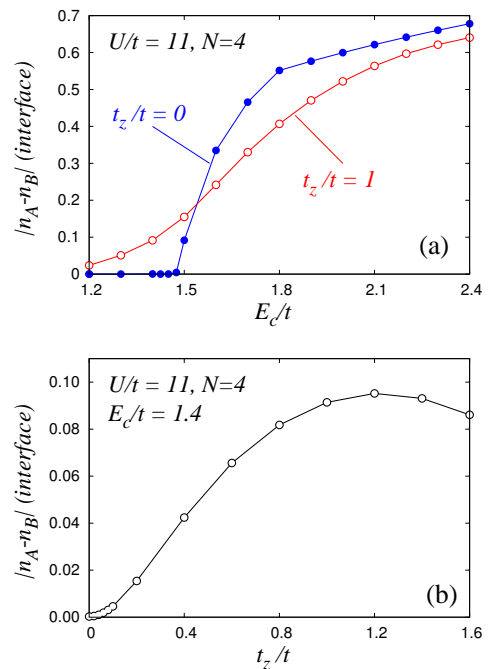 0.7
0.6
0.5
0.4
0.3
0.2
0.1
0
|n_A-n_B| (interface)
U/t = 11, N=4
t_z/t = 0
t_z/t = 1
(a)
1.2 1.5 1.8 2.1 2.4
E_c/t
0.10
0.08
0.06
0.04
0.02
0.00
|n_A-n_B| (interface)
U/t = 11, N=4
E_c/t = 1.4
(b)
0 0.4 0.8 1.2 1.6
t_z/t